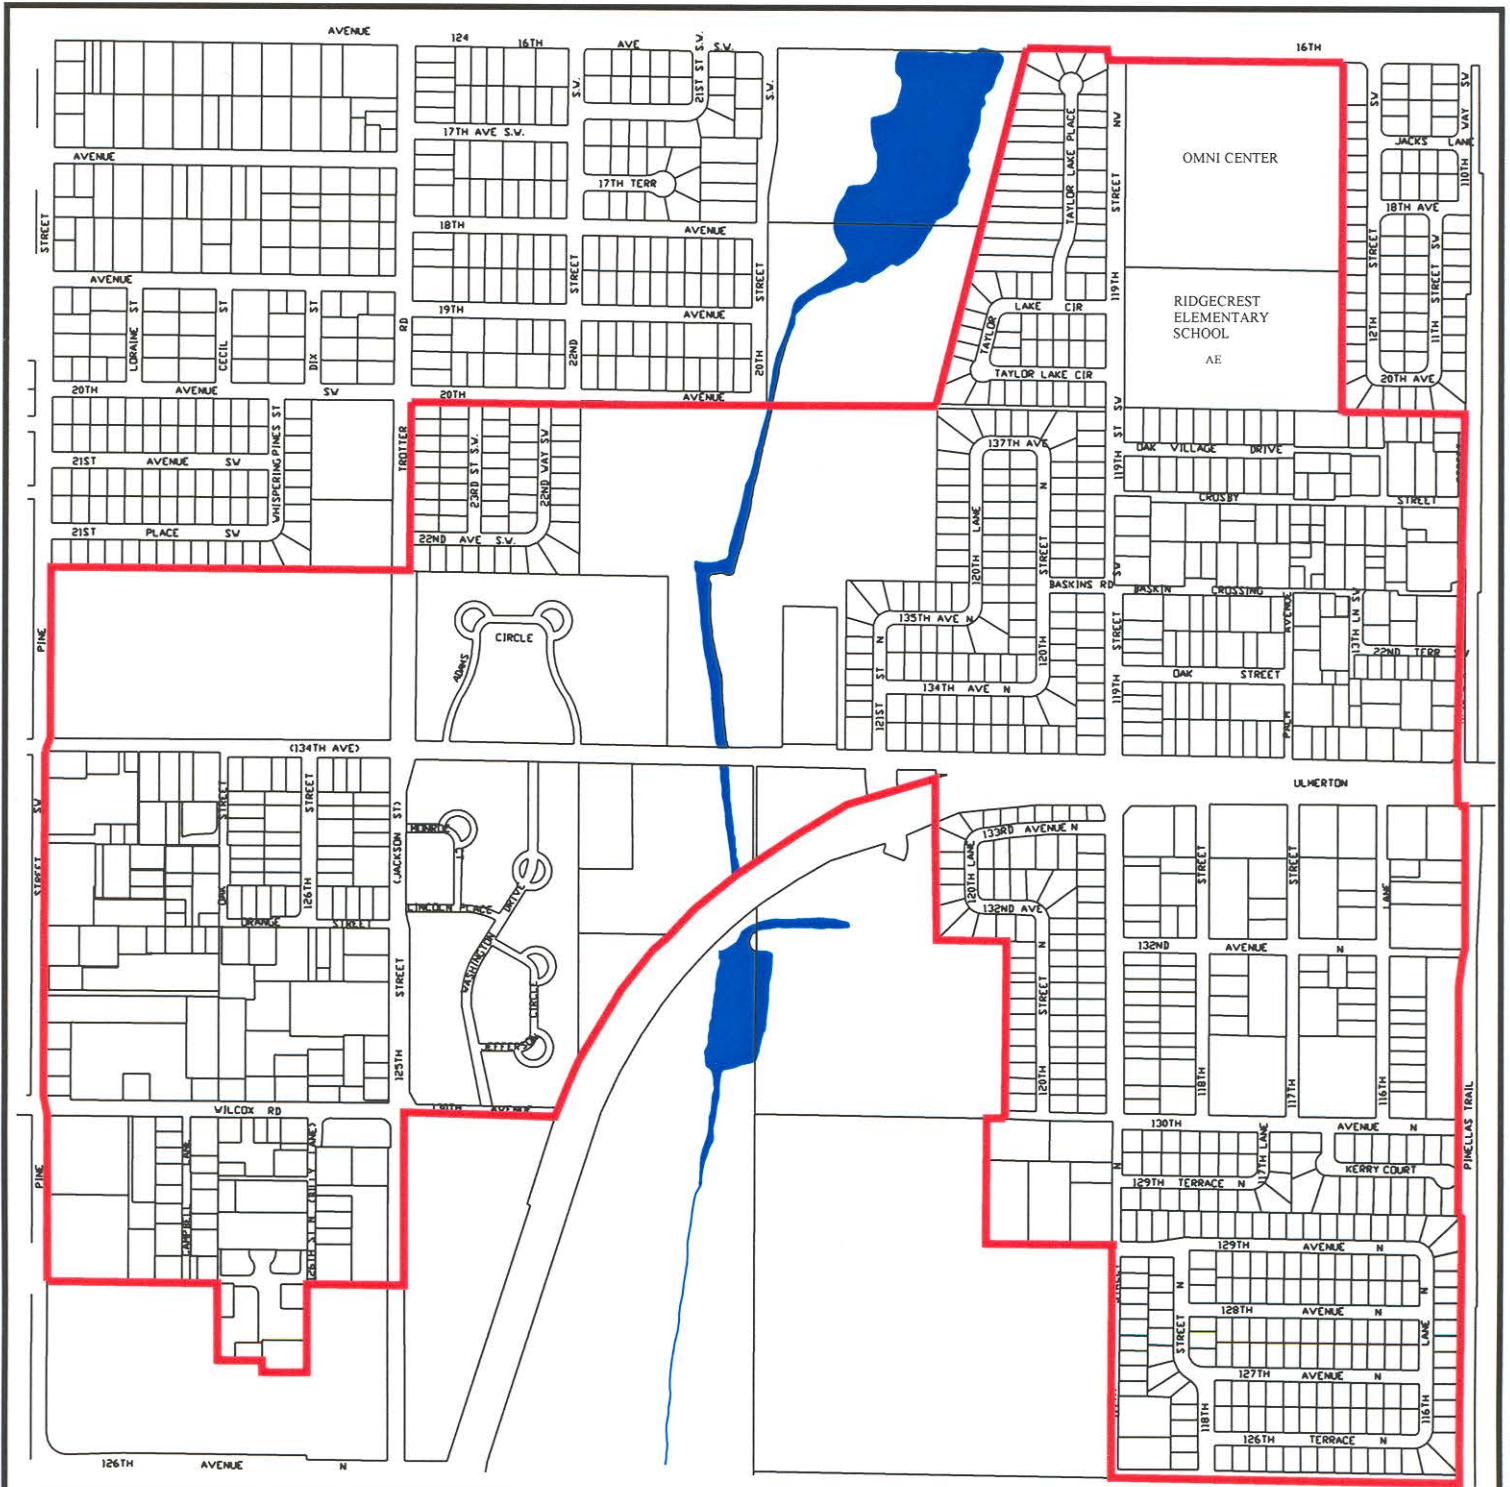 AVENUE
124
16TH
AVE
S.W.
16TH
S.W.
21ST ST S.W.
S.W.
SW
WAY SW
17TH AVE S.W.
JACKS LANE
110TH
AVENUE
17TH TERR
TAYLOR LAKE PLACE
NW
OMNI CENTER
STREET
18TH
AVENUE
STREET
18TH AVE
STREET
STREET
STREET SW
AVENUE
STREET
19TH
AVENUE
119TH
LAKE CIR
TAYLOR
RIDGECREST
ELEMENTARY
SCHOOL
AE
LORAINE ST
CECIL ST
DIX ST
RD
22ND
20TH
TAYLOR LAKE CIR
12TH
11TH
20TH AVE
20TH AVENUE SW
20TH
AVENUE
WHISPERING PINES ST
TROTTER
23RD ST S.W.
22ND WAY SW
137TH AVE
119TH ST SW
OAK VILLAGE DRIVE
21ST AVENUE SW
CROSBY STREET
21ST PLACE SW
22ND AVE S.W.
120TH LANE
STREET N
BASKINS RD
SW
BASKIN CROSSING
PINE
CIRCLE
ADAMS
135TH AVE N
120TH
STREET
AVENUE
13TH LN SW
22ND TERR
121ST ST N
134TH AVE N
119TH
OAK STREET
PALM
(134TH AVE)
ULMERTON
SW
STREET
STREET
STREET
(JACKSON ST)
MONROE
CT
133RD AVENUE N
120TH LANE
STREET
STREET
LANE
OAK
126TH
LINCOLN PLACE
DRIVE
132ND AVE
ORANGE STREET
WASHINGTON
N
132ND AVENUE N
STREET
125TH
CIRCLE
JEFFERSON
STREET
120TH
118TH
117TH
116TH
WILCOX RD
130TH AVENUE
130TH AVENUE N
PINELLAS TRAIL
PINE
LANE
CAMPBELL
N
117TH LANE
KERRY COURT
129TH TERRACE N
129TH AVENUE N
N
N
128TH AVENUE N
STREET
LANE
127TH AVENUE N
118TH
116TH
126TH TERRACE N
126TH AVENUE N